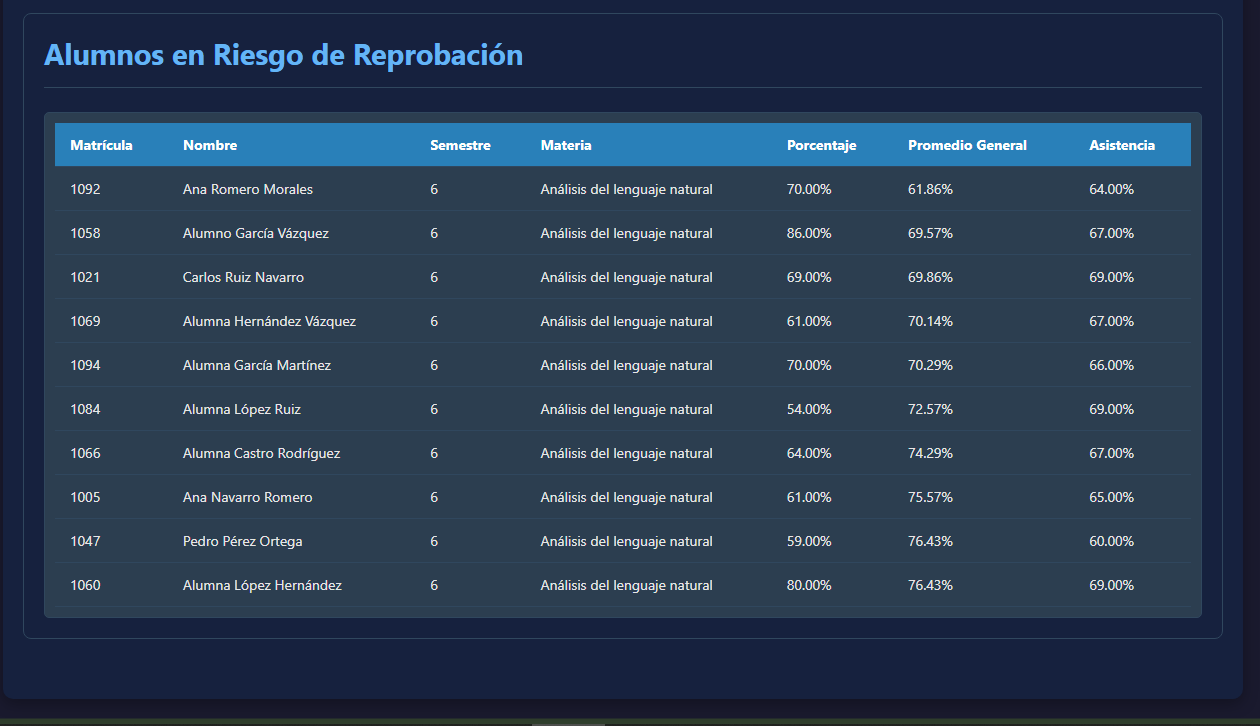 Alumnos en Riesgo de Reprobación
Matrícula Nombre Semestre Materia Porcentaje Promedio General Asistencia
1092 Ana Romero Morales 6 Análisis del lenguaje natural 70.00% 61.86% 64.00%
1058 Alumno García Vázquez 6 Análisis del lenguaje natural 86.00% 69.57% 67.00%
1021 Carlos Ruiz Navarro 6 Análisis del lenguaje natural 69.00% 69.86% 69.00%
1069 Alumna Hernández Vázquez 6 Análisis del lenguaje natural 61.00% 70.14% 67.00%
1094 Alumna García Martínez 6 Análisis del lenguaje natural 70.00% 70.29% 66.00%
1084 Alumna López Ruiz 6 Análisis del lenguaje natural 54.00% 72.57% 69.00%
1066 Alumna Castro Rodríguez 6 Análisis del lenguaje natural 64.00% 74.29% 67.00%
1005 Ana Navarro Romero 6 Análisis del lenguaje natural 61.00% 75.57% 65.00%
1047 Pedro Pérez Ortega 6 Análisis del lenguaje natural 59.00% 76.43% 60.00%
1060 Alumna López Hernández 6 Análisis del lenguaje natural 80.00% 76.43% 69.00%